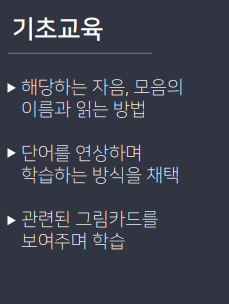 기초교육
▶ 해당하는 자음, 모음의
이름과 읽는 방법
▶ 단어를 연상하며
학습하는 방식을 채택
▶ 관련된 그림카드를
보여주며 학습